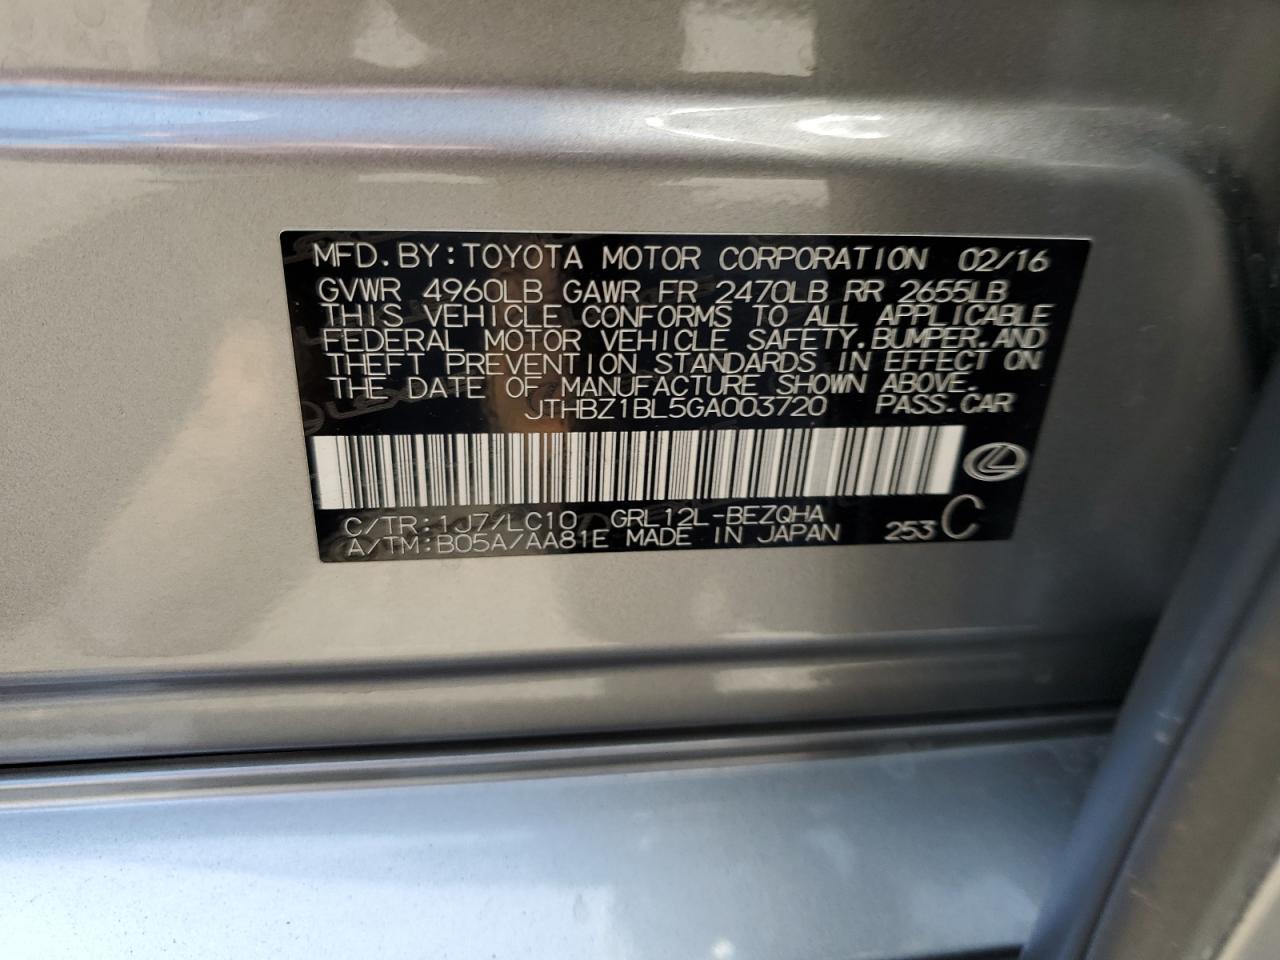 MFD. BY: TOYOTA MOTOR CORPORATION 02/16
GVWR 4960LB GAWR FR 2470LB RR 2655LB
THIS VEHICLE CONFORMS TO ALL APPLICABLE
FEDERAL MOTOR VEHICLE SAFETY. BUMPER. AND
THEFT PREVENTION STANDARDS IN EFFECT ON
THE DATE OF MANUFACTURE SHOWN ABOVE.
JTHBZ1BL5GA003720 PASS. CAR
C/TR: 1J7/LC10 GRL12L-BEZQHA
A/TM: B05A/AA81E MADE IN JAPAN 253 C